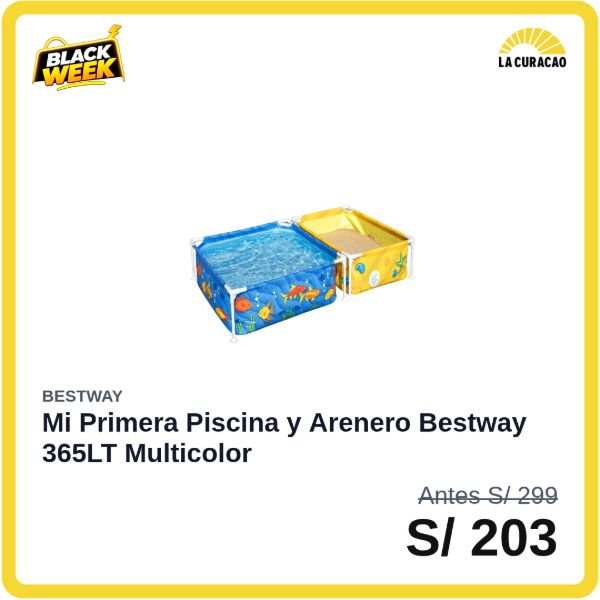 BLACK
WEEK
LA CURACAO
BESTWAY
Mi Primera Piscina y Arenero Bestway
365LT Multicolor
Antes S/ 299
S/ 203